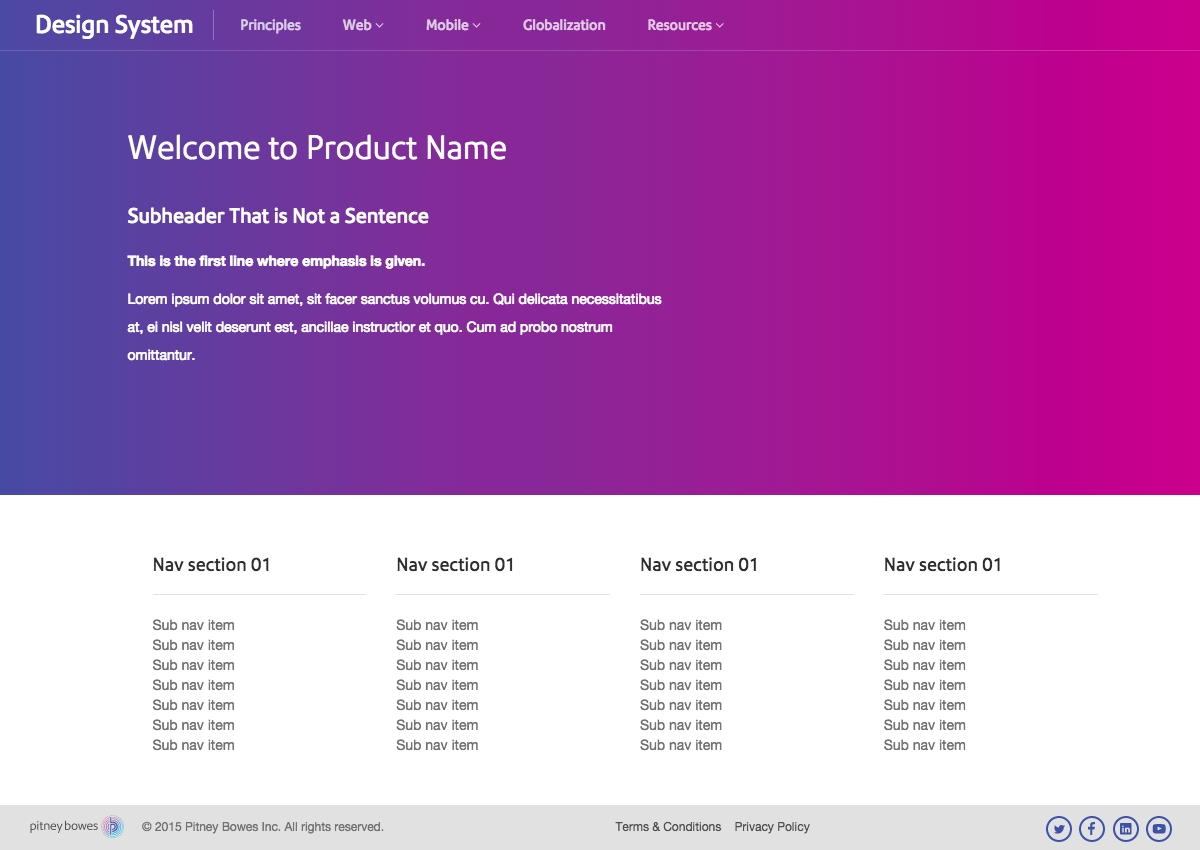 Design System
Principles
Web
Mobile
Globalization
Resources
Welcome to Product Name
Subheader That is Not a Sentence
This is the first line where emphasis is given.
Lorem ipsum dolor sit amet, sit facer sanctus volumus cu. Qui delicata necessitatibus
at, ei nisl velit deserunt est, ancillae instructior et quo. Cum ad probo nostrum
omittantur.
Nav section 01
Sub nav item
Sub nav item
Sub nav item
Sub nav item
Sub nav item
Sub nav item
Sub nav item
Nav section 01
Sub nav item
Sub nav item
Sub nav item
Sub nav item
Sub nav item
Sub nav item
Sub nav item
Nav section 01
Sub nav item
Sub nav item
Sub nav item
Sub nav item
Sub nav item
Sub nav item
Sub nav item
Nav section 01
Sub nav item
Sub nav item
Sub nav item
Sub nav item
Sub nav item
Sub nav item
Sub nav item
pitney bowes
© 2015 Pitney Bowes Inc. All rights reserved.
Terms & Conditions
Privacy Policy